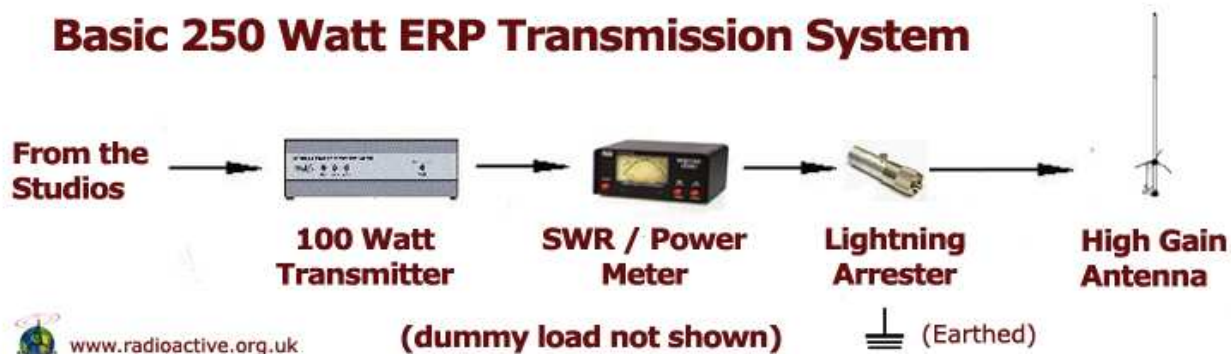 Basic 250 Watt ERP Transmission System
From the
Studios
100 Watt
Transmitter
SWR / Power
Meter
Lightning
Arrester
High Gain
Antenna
www.radioactive.org.uk
(dummy load not shown)
(Earthed)